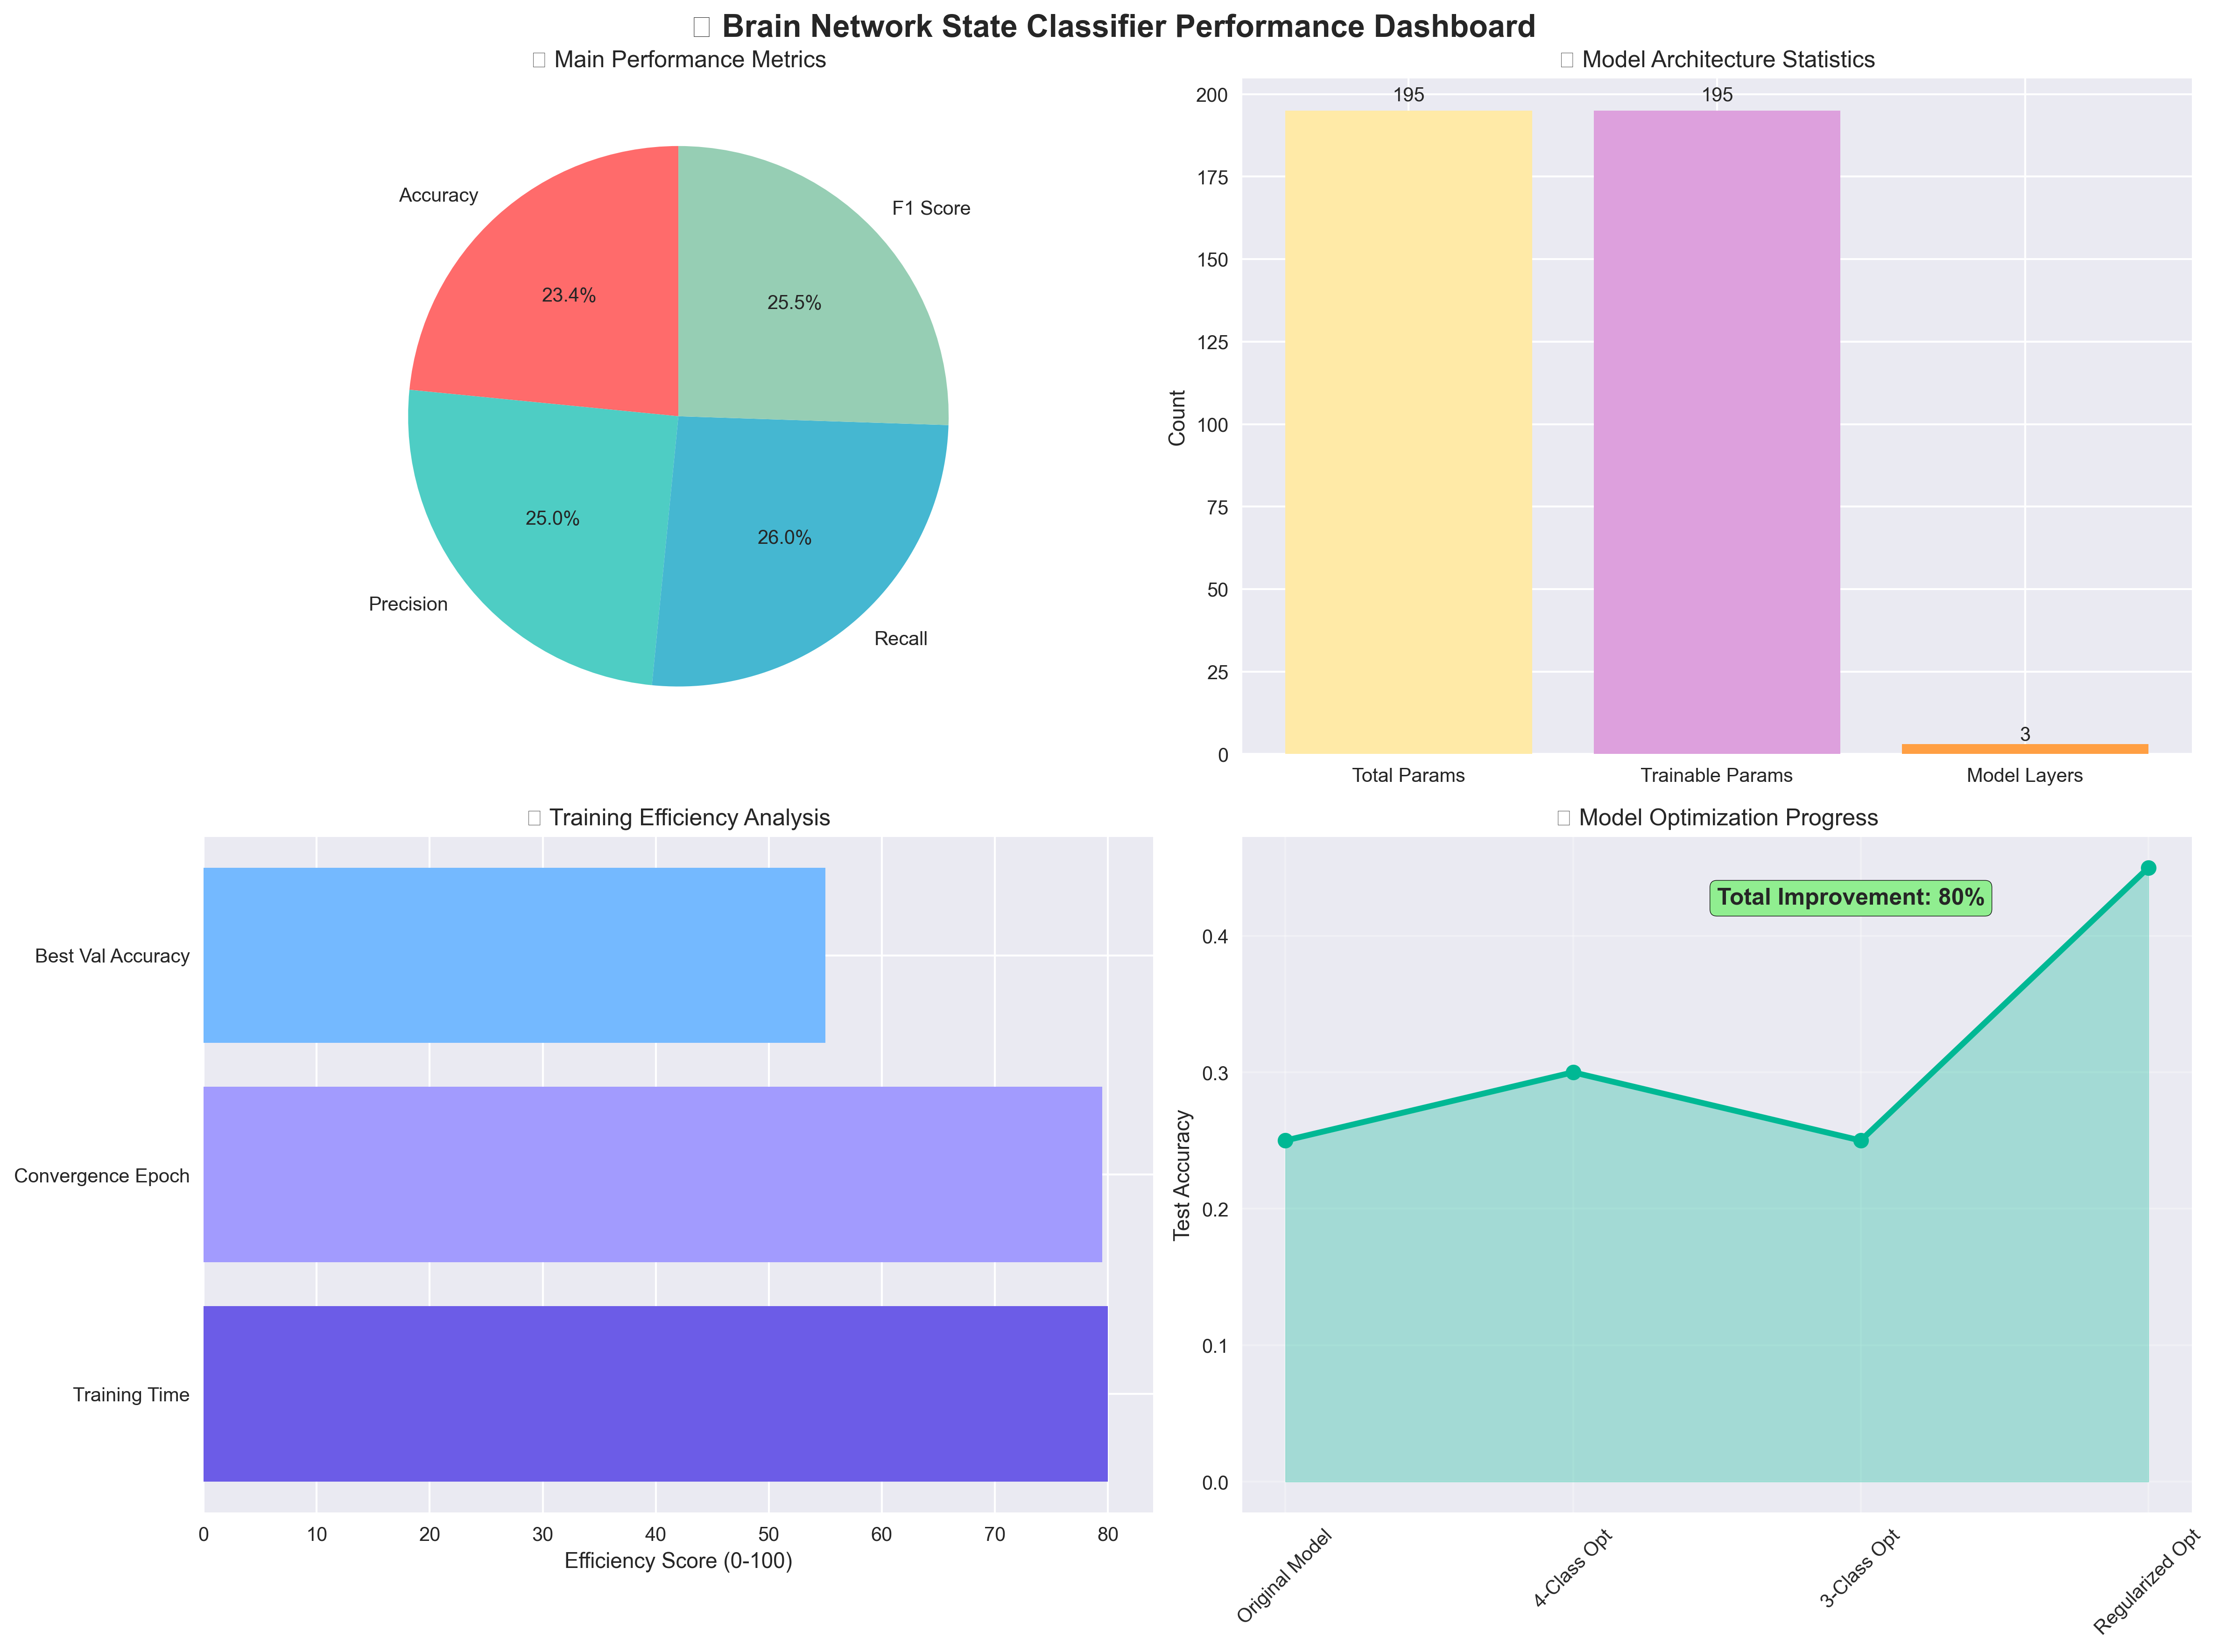 Brain Network State Classifier Performance Dashboard
Main Performance Metrics
Accuracy
F1 Score
23.4%
25.5%
25.0%
26.0%
Precision
Recall
Model Architecture Statistics
Count
200
175
150
125
100
75
50
25
0
195
195
3
Total Params
Trainable Params
Model Layers
Training Efficiency Analysis
Best Val Accuracy
Convergence Epoch
Training Time
0
10
20
30
40
50
60
70
80
Efficiency Score (0-100)
Model Optimization Progress
Total Improvement: 80%
Test Accuracy
0.4
0.3
0.2
0.1
0.0
Original Model
4-Class Opt
3-Class Opt
Regularized Opt